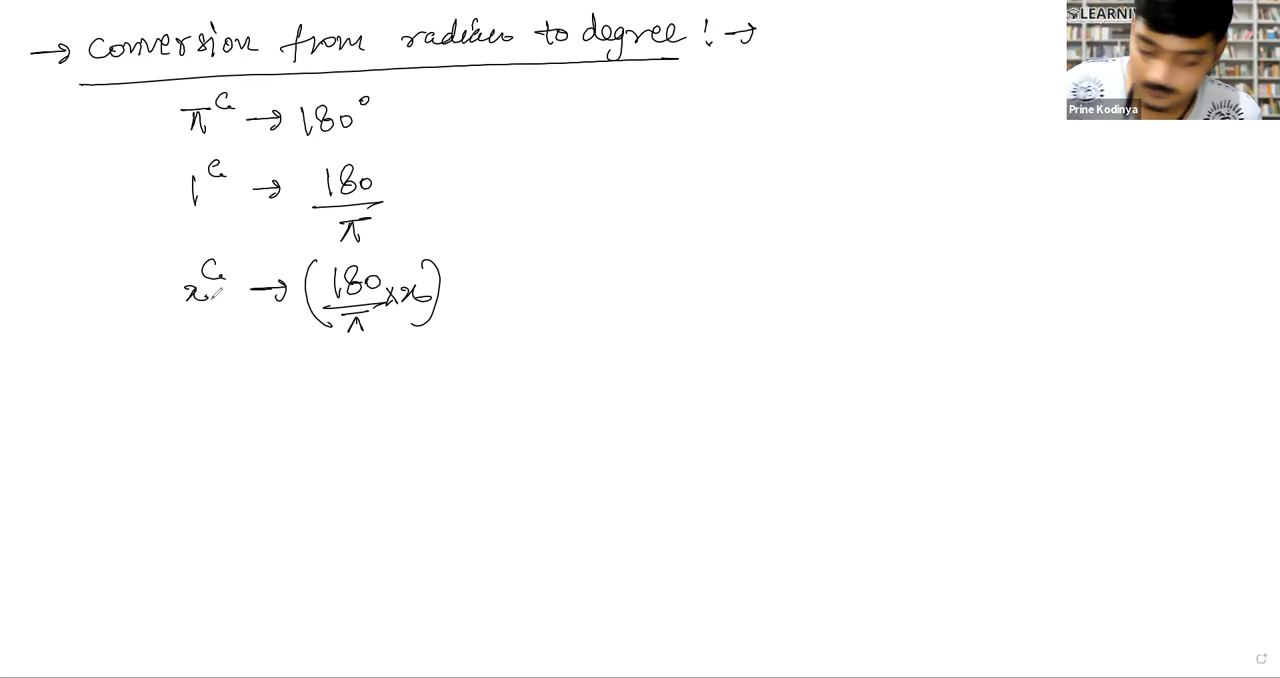 → conversion from radian to degree ! →
π^c → 180°
1^c → 180/π
x^c → (180/π × x)
LEARNI
Prine Kodinya